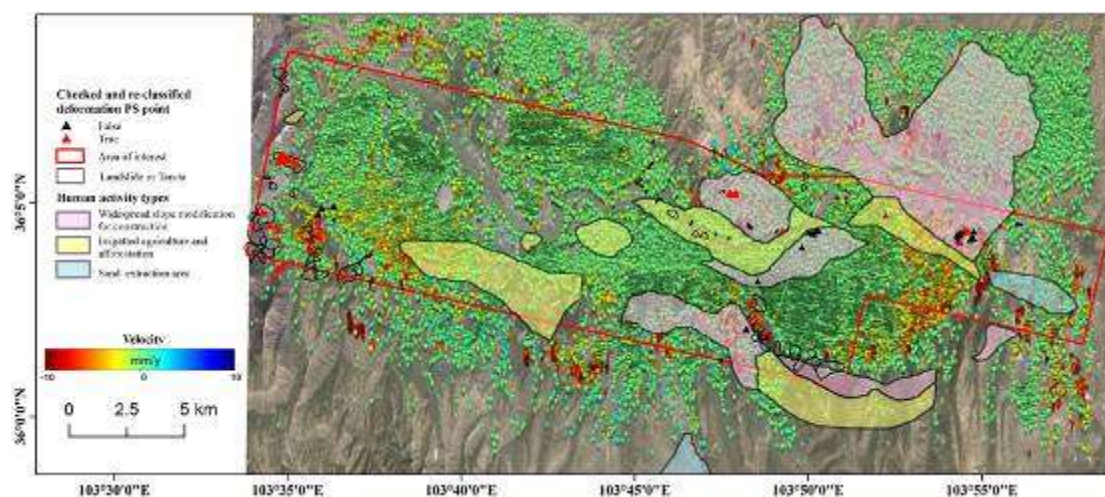 Checked and re-classified
deformation PS point
False
True
Area of interest
Landslide or Terrcia
Human activity types
Widespread slope modification
for construction
Irrigated agriculture and
afforestation
Sand- extraction area
Velocity
mm/y
-10
0
10
0
2.5
5 km
36°5'0"N
36°0'0"N
103°30'0"E
103°35'0"E
103°40'0"E
103°45'0"E
103°50'0"E
103°55'0"E